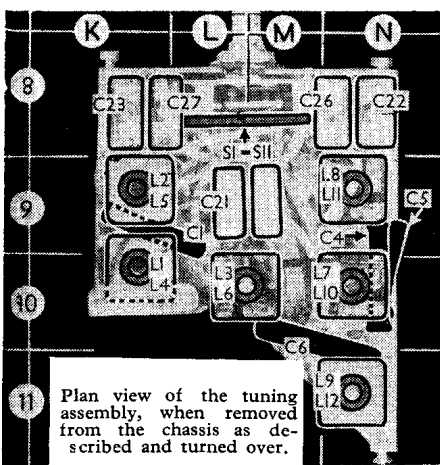 K L M N
8
C23 C27 C26 C22
S1 - S11
9
L2 L8
L5 L11
C21
C5
C1
C4
10
L1 L3 L7
L4 L6 L10
C6
11
L9
L12
Plan view of the tuning
assembly, when removed
from the chassis as de-
scribed and turned over.